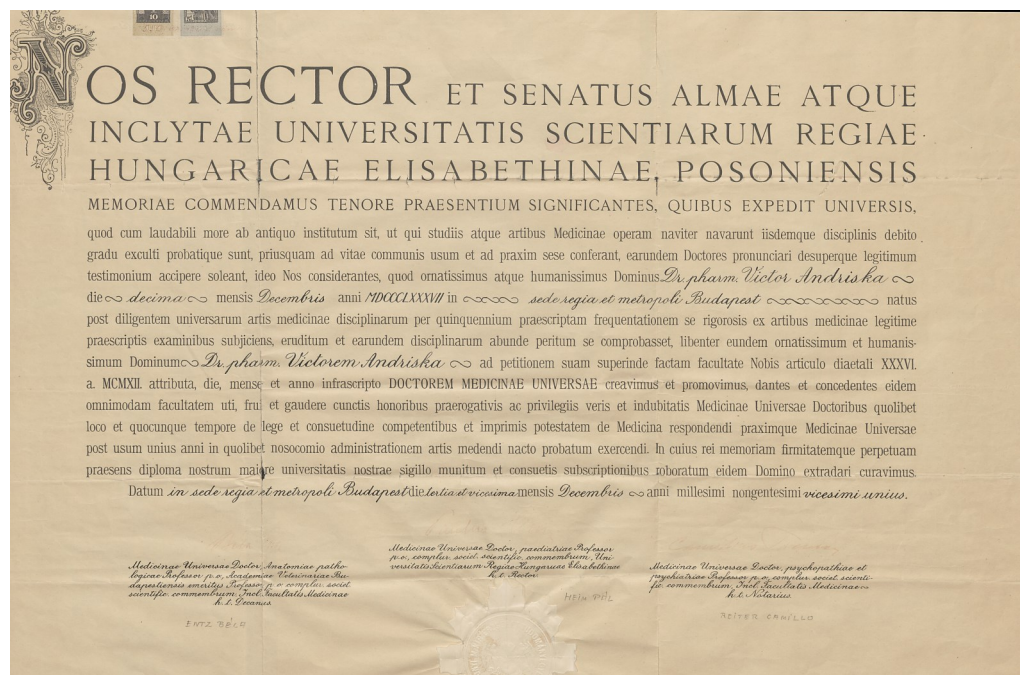 10
NOS RECTOR ET SENATUS ALMAE ATQUE
INCLYTAE UNIVERSITATIS SCIENTIARUM REGIAE
HUNGARICAE ELISABETHINAE, POSONIENSIS
MEMORIAE COMMENDAMUS TENORE PRAESENTIUM SIGNIFICANTES, QUIBUS EXPEDIT UNIVERSIS,
quod cum laudabili more ab antiquo institutum sit, ut qui studiis atque artibus Medicinae operam naviter navarunt iisdemque disciplinis debito
gradu exculti probatique sunt, priusquam ad vitae communis usum et ad praxim sese conferant, earundem Doctores pronunciari desuperque legitimum
testimonium accipere soleant, ideo Nos considerantes, quod ornatissimus atque humanissimus Dominus Dr. pharm. Victor Andriska
die decima mensis Decembris anni MDCCCLXXXVII in sede regia et metropoli Budapest natus
post diligentem universarum artis medicinae disciplinarum per quinquennium praescriptam frequentationem se rigorosis ex artibus medicinae legitime
praescriptis examinibus subjiciens, eruditum et earundem disciplinarum abunde peritum se comprobasset, libenter eundem ornatissimum et humanis-
simum Dominum Dr. pharm. Victorem Andriska ad petitionem suam superinde factam facultate Nobis articulo diaetali XXXVI.
a. MCMXII. attributa, die, mense et anno infrascripto DOCTOREM MEDICINAE UNIVERSAE creavimus et promovimus, dantes et concedentes eidem
omnimodam facultatem uti, frui et gaudere cunctis honoribus praerogativis ac privilegiis veris et indubitatis Medicinae Universae Doctoribus quolibet
loco et quocunque tempore de lege et consuetudine competentibus et imprimis potestatem de Medicina respondendi praximque Medicinae Universae
post usum unius anni in quolibet nosocomio administrationem artis medendi nacto probatum exercendi. In cuius rei memoriam firmitatemque perpetuam
praesens diploma nostrum maiore universitatis nostrae sigillo munitum et consuetis subscriptionibus roboratum eidem Domino extradari curavimus.
Datum in sede regia et metropoli Budapest die tertia et vicesima mensis Decembris anni millesimi nongentesimi vicesimi unius.
Medicinae Universae Doctor, paediatriae Professor
p. o., complur. societ. scientific. commembrum, Uni-
versitatis Scientiarum Regiae Hungaricae Elisabethinae
h. t. Rector.
HEIM PÁL
Medicinae Universae Doctor, Anatomiae patho-
logicae Professor p. o., Academiae Veterinariae Bu-
dapestiensis emeritus Professor p. o. complur. societ.
scientific. commembrum, Incl. Facultatis Medicinae
h. t. Decanus.
ENTZ BÉLA
Medicinae Universae Doctor, psychopathiae et
psychiatriae Professor p. o. complur. societ. scienti-
fic. commembrum, Incl. Facultatis Medicinae
h. t. Notarius.
REITER CAMILLO